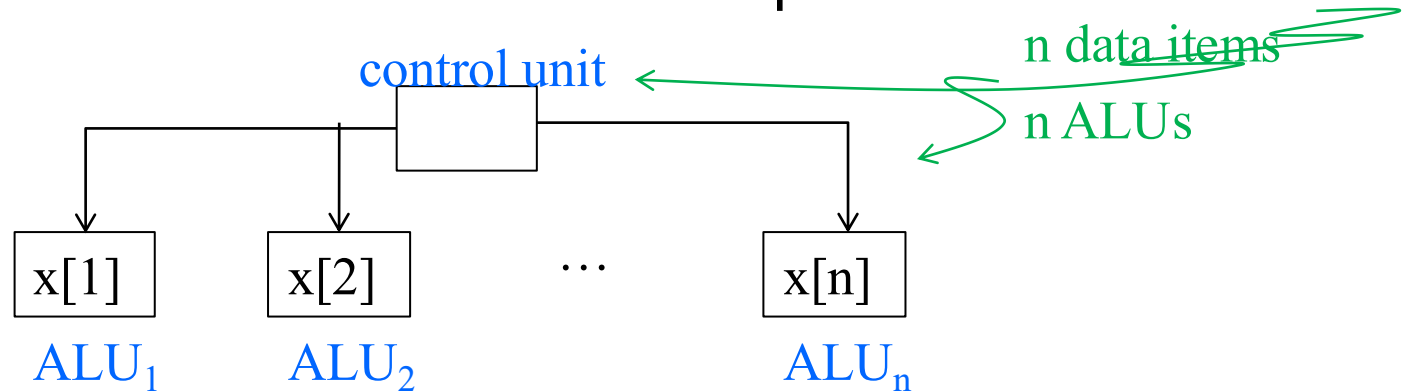 n data items
control unit
n ALUs
x[1] x[2] … x[n]
ALU₁ ALU₂ ALUₙ